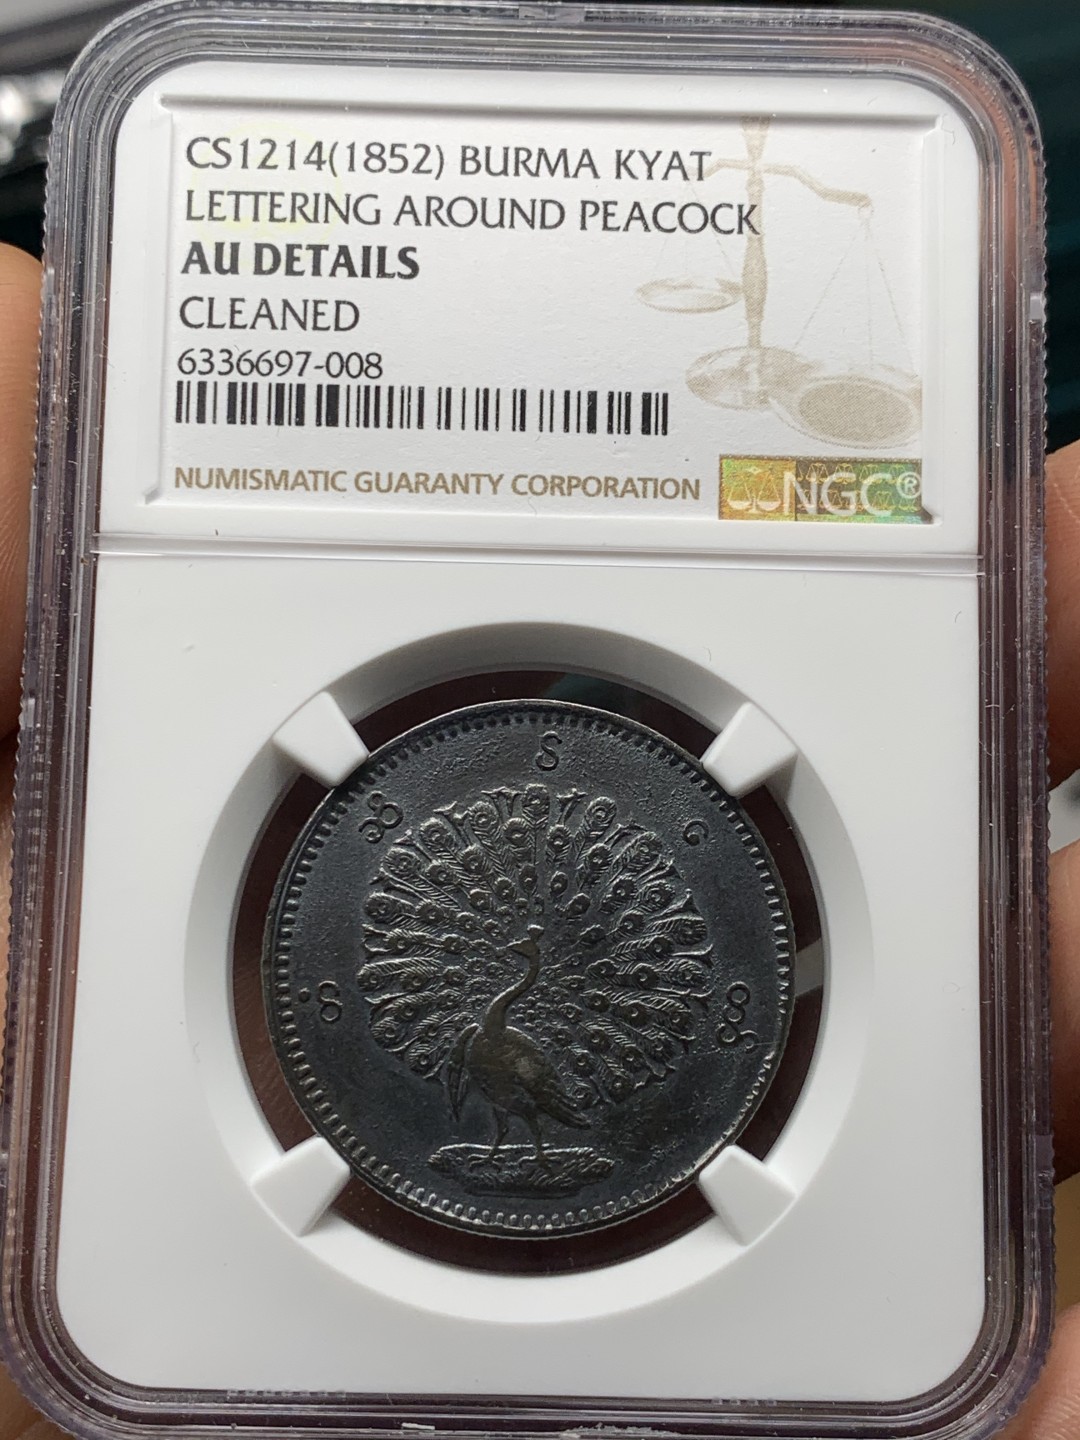 CS1214(1852) BURMA KYAT
LETTERING AROUND PEACOCK
AU DETAILS
CLEANED
6336697-008
NUMISMATIC GUARANTY CORPORATION
NGC®